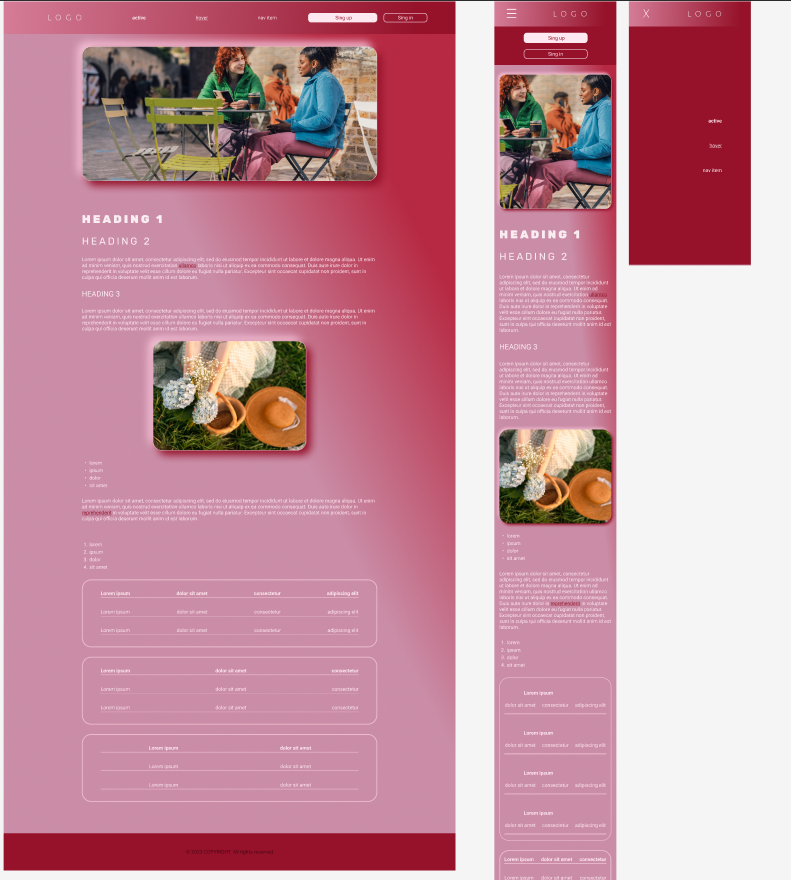 LOGO
active
hover
nav item
Sing up
Sing in
HEADING 1
HEADING 2
Lorem ipsum dolor sit amet, consectetur adipiscing elit, sed do eiusmod tempor incididunt ut labore et dolore magna aliqua. Ut enim
ad minim veniam, quis nostrud exercitation ullamco laboris nisi ut aliquip ex ea commodo consequat. Duis aute irure dolor in
reprehenderit in voluptate velit esse cillum dolore eu fugiat nulla pariatur. Excepteur sint occaecat cupidatat non proident, sunt in
culpa qui officia deserunt mollit anim id est laborum.
HEADING 3
Lorem ipsum dolor sit amet, consectetur adipiscing elit, sed do eiusmod tempor incididunt ut labore et dolore magna aliqua. Ut enim
ad minim veniam, quis nostrud exercitation ullamco laboris nisi ut aliquip ex ea commodo consequat. Duis aute irure dolor in
reprehenderit in voluptate velit esse cillum dolore eu fugiat nulla pariatur. Excepteur sint occaecat cupidatat non proident, sunt in
culpa qui officia deserunt mollit anim id est laborum.
lorem
ipsum
dolor
sit amet
Lorem ipsum dolor sit amet, consectetur adipiscing elit, sed do eiusmod tempor incididunt ut labore et dolore magna aliqua. Ut enim
ad minim veniam, quis nostrud exercitation ullamco laboris nisi ut aliquip ex ea commodo consequat. Duis aute irure dolor in
reprehenderit in voluptate velit esse cillum dolore eu fugiat nulla pariatur. Excepteur sint occaecat cupidatat non proident, sunt in
culpa qui officia deserunt mollit anim id est laborum.
1. lorem
2. ipsum
3. dolor
4. sit amet
Lorem ipsum dolor sit amet consectetur adipiscing elit
Lorem ipsum dolor sit amet consectetur adipiscing elit
Lorem ipsum dolor sit amet consectetur adipiscing elit
Lorem ipsum dolor sit amet consectetur
Lorem ipsum dolor sit amet consectetur
Lorem ipsum dolor sit amet consectetur
Lorem ipsum dolor sit amet
Lorem ipsum dolor sit amet
Lorem ipsum dolor sit amet
COPYRIGHT. All rights reserved.
LOGO
Sing up
Sing in
HEADING 1
HEADING 2
Lorem ipsum dolor sit amet, consectetur
adipiscing elit, sed do eiusmod tempor incididunt
ut labore et dolore magna aliqua. Ut enim ad
minim veniam, quis nostrud exercitation ullamco
laboris nisi ut aliquip ex ea commodo consequat.
Duis aute irure dolor in reprehenderit in voluptate
velit esse cillum dolore eu fugiat nulla pariatur.
Excepteur sint occaecat cupidatat non proident,
sunt in culpa qui officia deserunt mollit anim id est
laborum.
HEADING 3
Lorem ipsum dolor sit amet, consectetur
adipiscing elit, sed do eiusmod tempor incididunt
ut labore et dolore magna aliqua. Ut enim ad
minim veniam, quis nostrud exercitation ullamco
laboris nisi ut aliquip ex ea commodo consequat.
Duis aute irure dolor in reprehenderit in voluptate
velit esse cillum dolore eu fugiat nulla pariatur.
Excepteur sint occaecat cupidatat non proident,
sunt in culpa qui officia deserunt mollit anim id est
laborum.
lorem
ipsum
dolor
sit amet
Lorem ipsum dolor sit amet, consectetur
adipiscing elit, sed do eiusmod tempor incididunt
ut labore et dolore magna aliqua. Ut enim ad
minim veniam, quis nostrud exercitation ullamco
laboris nisi ut aliquip ex ea commodo consequat.
Duis aute irure dolor in reprehenderit in voluptate
velit esse cillum dolore eu fugiat nulla pariatur.
Excepteur sint occaecat cupidatat non proident,
sunt in culpa qui officia deserunt mollit anim id est
laborum.
1. lorem
2. ipsum
3. dolor
4. sit amet
Lorem ipsum
dolor sit amet consectetur adipiscing elit
Lorem ipsum
dolor sit amet consectetur adipiscing elit
Lorem ipsum
dolor sit amet consectetur adipiscing elit
Lorem ipsum
dolor sit amet consectetur adipiscing elit
Lorem ipsum dolor sit amet consectetur
Lorem ipsum dolor sit amet consectetur
X
LOGO
active
hover
nav item